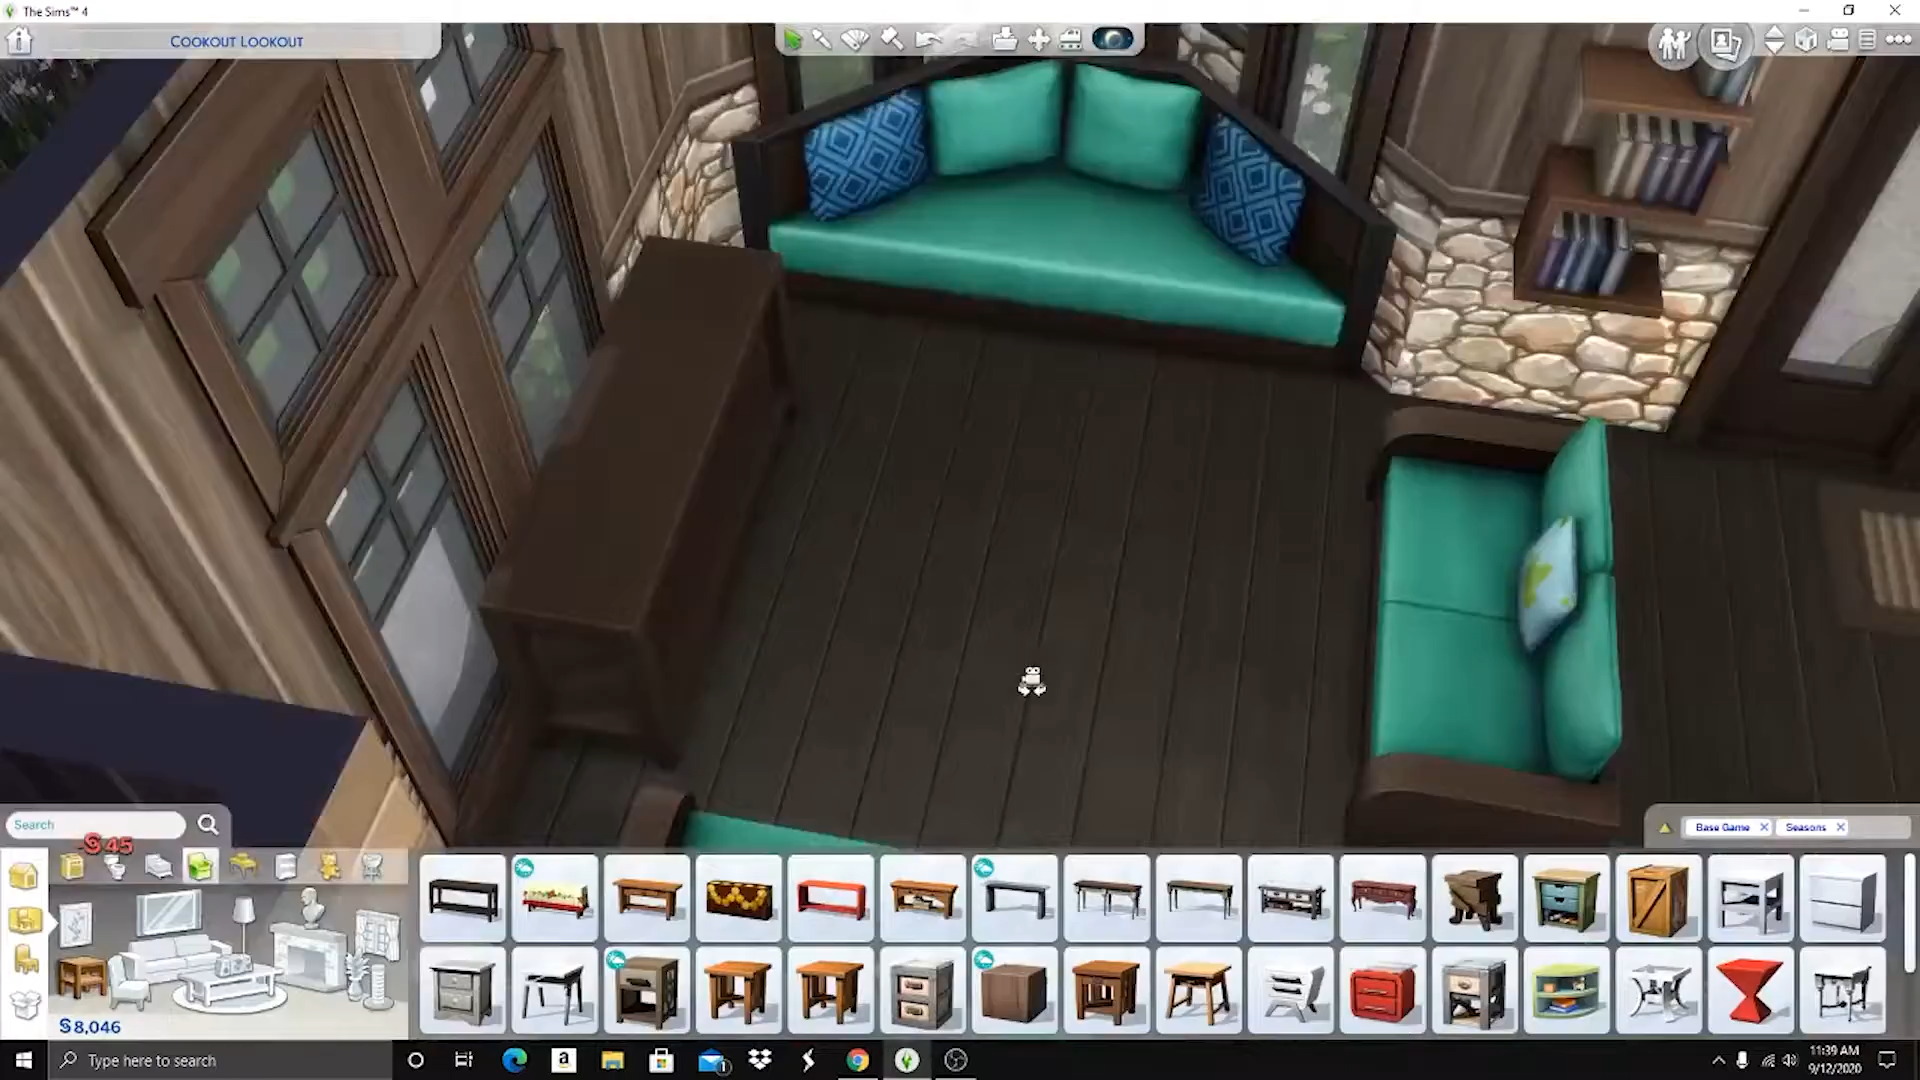 The Sims™ 4
COOKOUT LOOKOUT
Search
-§45
Base Game
Seasons
§8,046
a
1
Type here to search
11:39 AM
9/12/2020